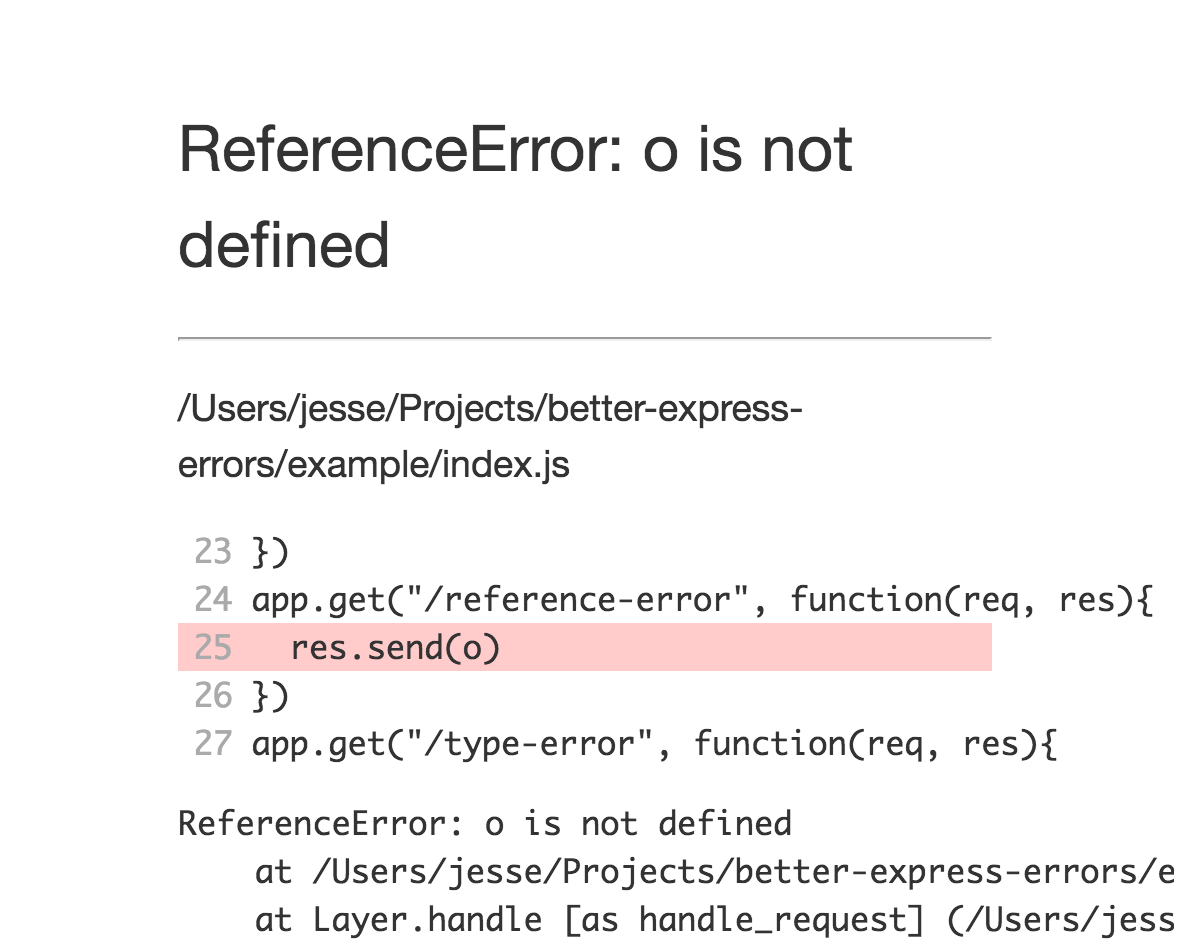 ReferenceError: o is not
defined
/Users/jesse/Projects/better-express-
errors/example/index.js
23 })
24 app.get("/reference-error", function(req, res){
25   res.send(o)
26 })
27 app.get("/type-error", function(req, res){
ReferenceError: o is not defined
    at /Users/jesse/Projects/better-express-errors/e
    at Layer.handle [as handle_request] (/Users/jess